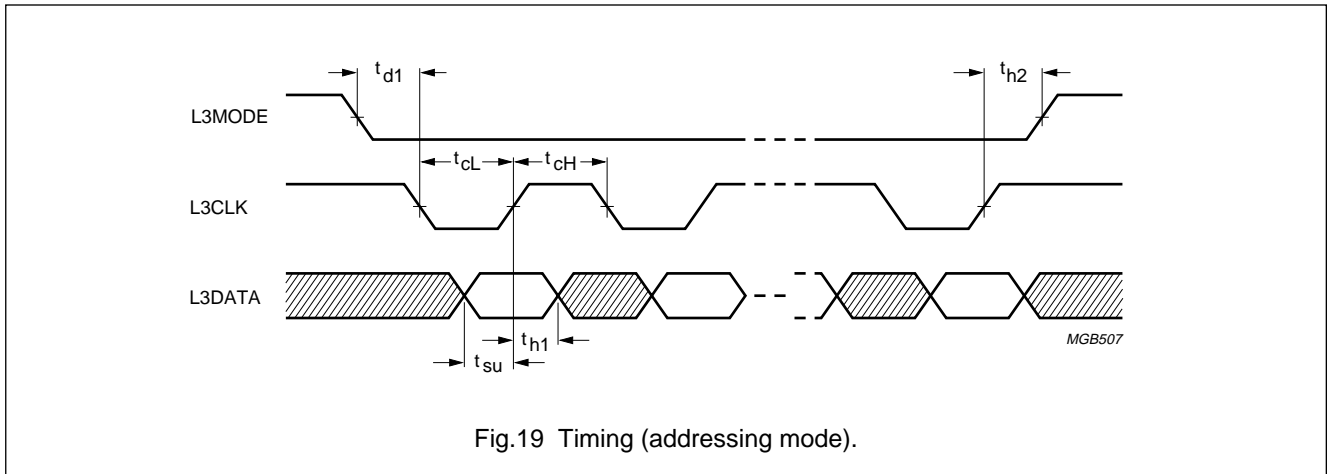 td1
th2
L3MODE
tcL
tcH
L3CLK
L3DATA
th1
tsu
MGB507
Fig.19 Timing (addressing mode).